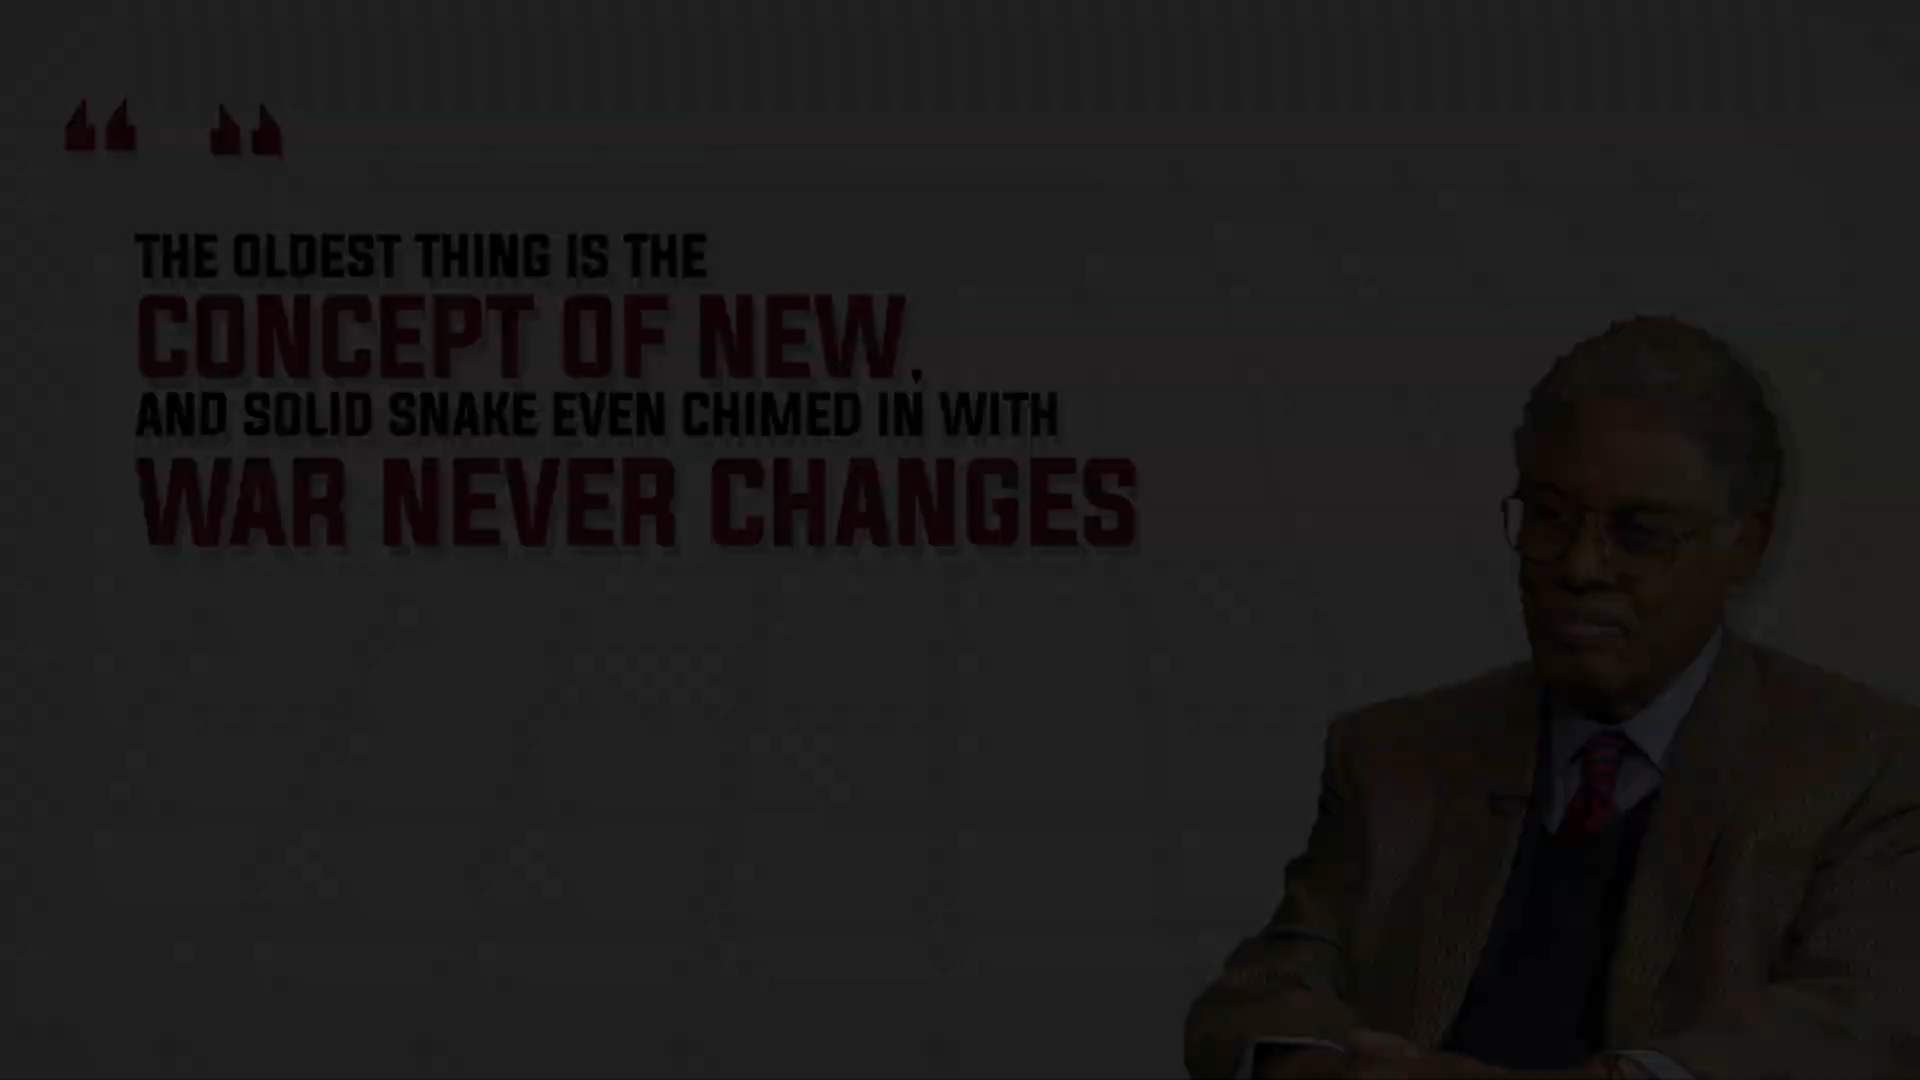 “ “
THE OLDEST THING IS THE
CONCEPT OF NEW.
AND SOLID SNAKE EVEN CHIMED IN WITH
WAR NEVER CHANGES